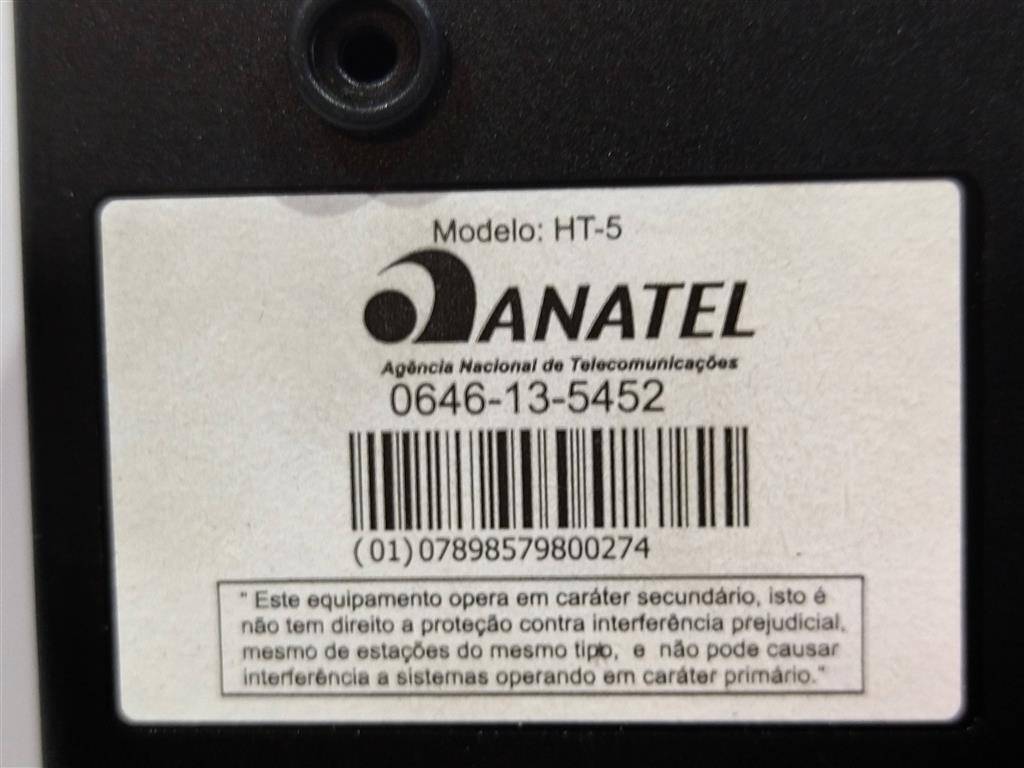 Modelo: HT-5
ANATEL
Agência Nacional de Telecomunicações
0646-13-5452
(01)07898579800274
" Este equipamento opera em caráter secundário, isto é
não tem direito a proteção contra interferência prejudicial,
mesmo de estações do mesmo tipo, e não pode causar
interferência a sistemas operando em caráter primário."